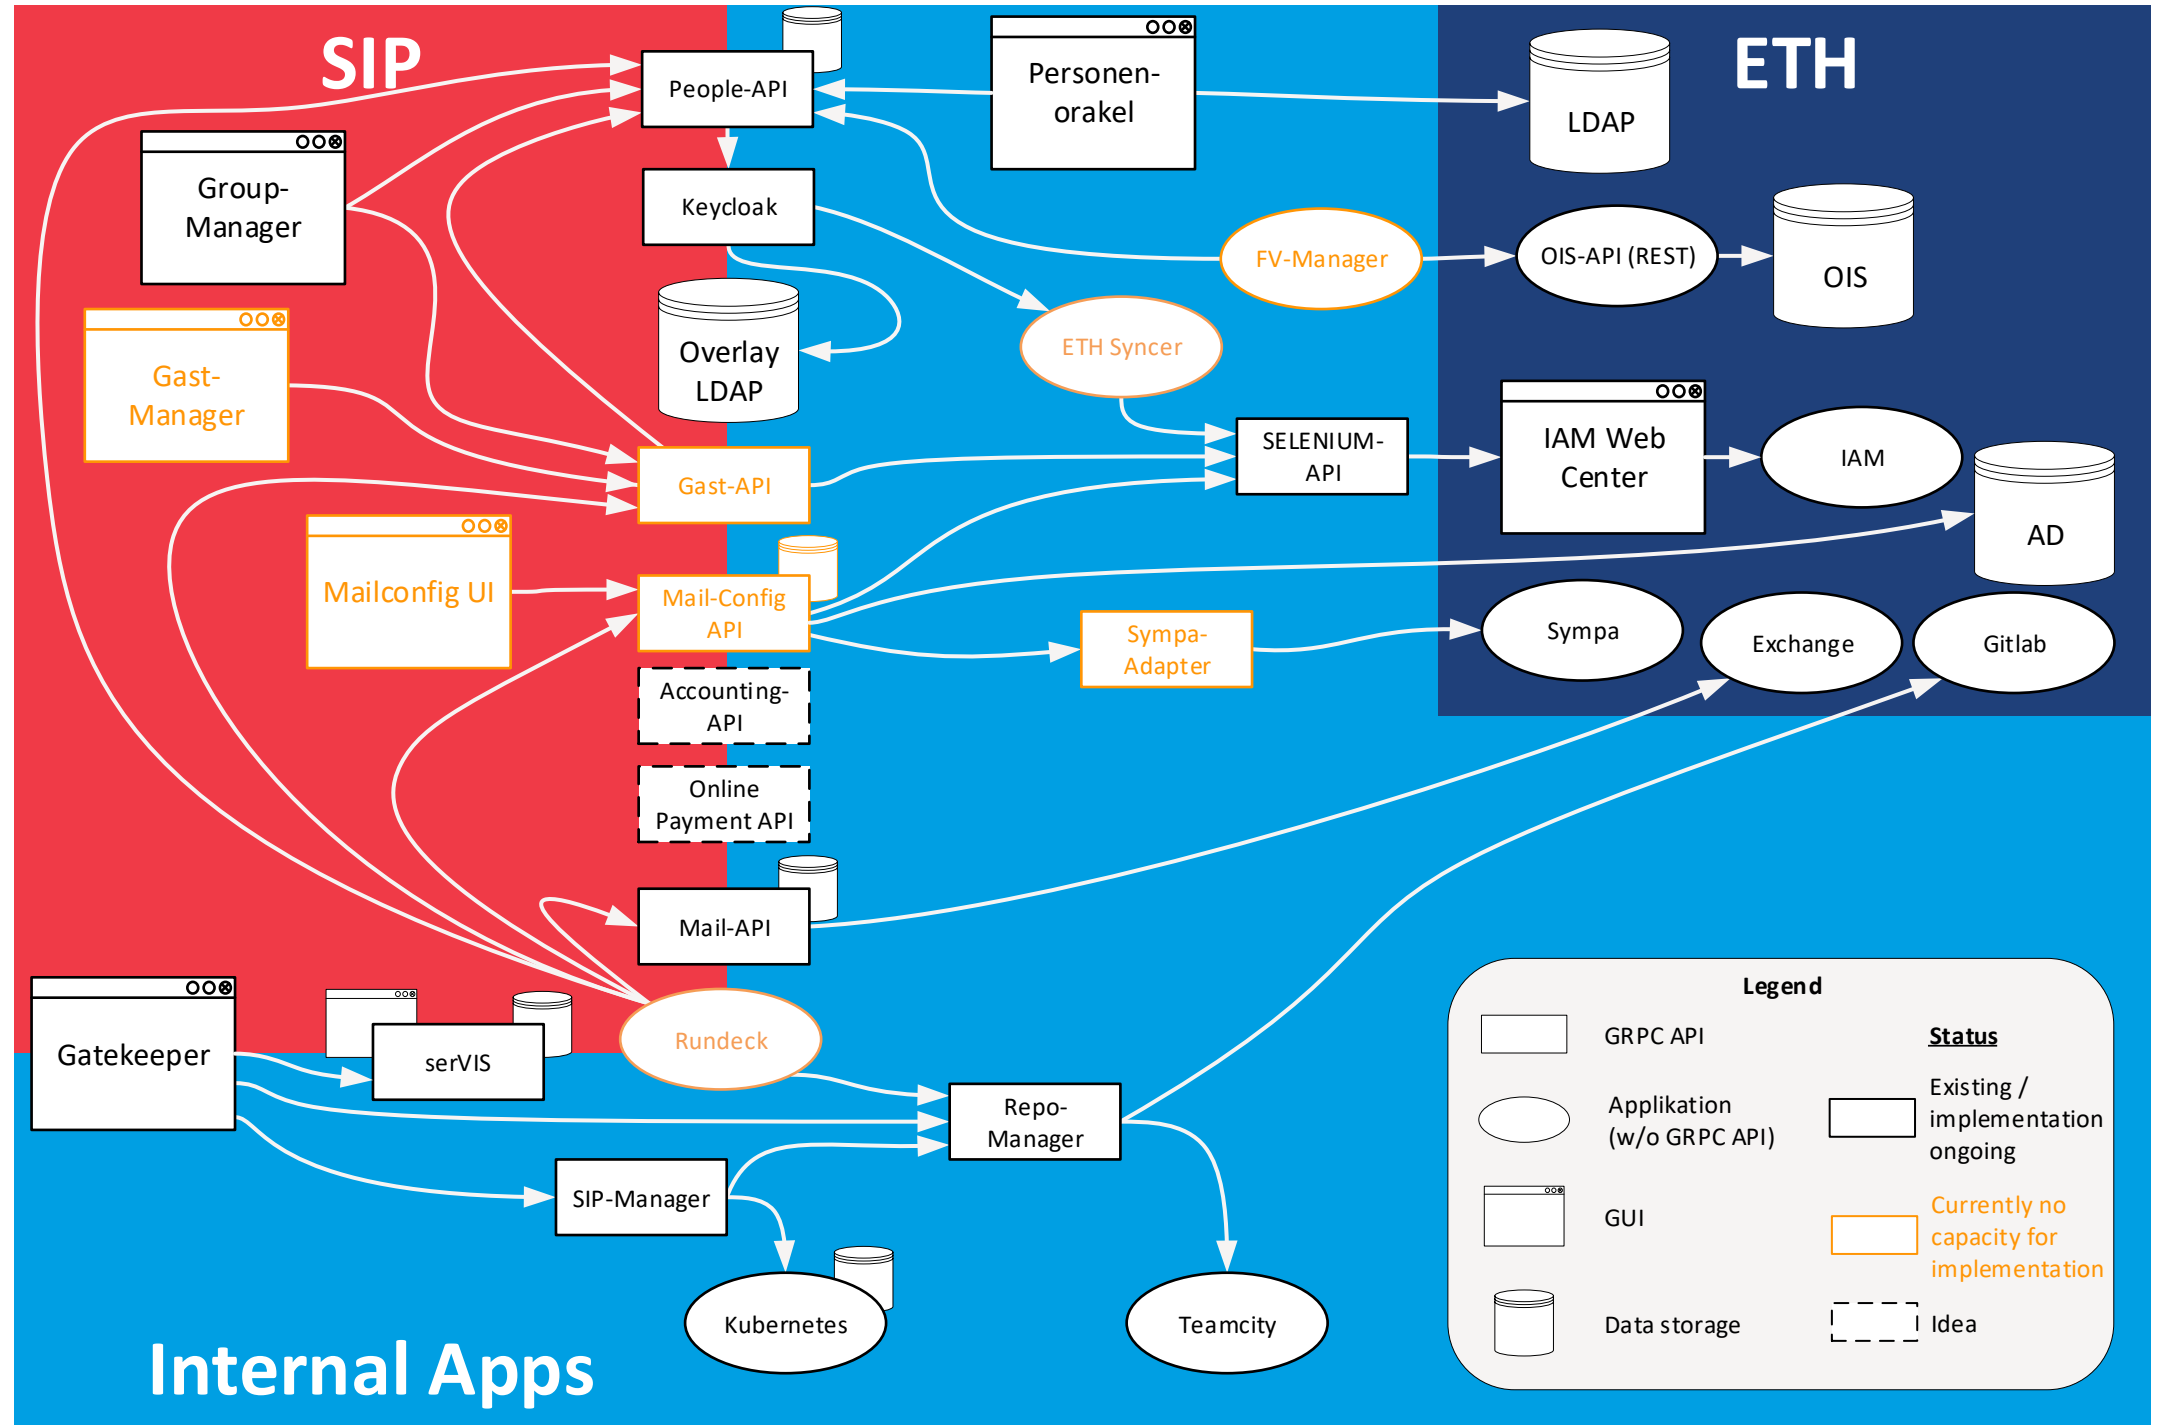 SIP
ETH
People-API
Personen-
orakel
LDAP
Group-
Manager
Keycloak
FV-Manager
OIS-API (REST)
OIS
Overlay
LDAP
ETH Syncer
Gast-
Manager
Gast-API
SELENIUM-
API
IAM Web
Center
IAM
AD
Mailconfig UI
Mail-Config
API
Sympa-
Adapter
Sympa
Exchange
Gitlab
Accounting-
API
Online
Payment API
Mail-API
Gatekeeper
serVIS
Rundeck
Repo-
Manager
SIP-Manager
Kubernetes
Teamcity
Internal Apps
Legend
GRPC API
Applikation
(w/o GRPC API)
GUI
Data storage
Status
Existing /
implementation
ongoing
Currently no
capacity for
implementation
Idea